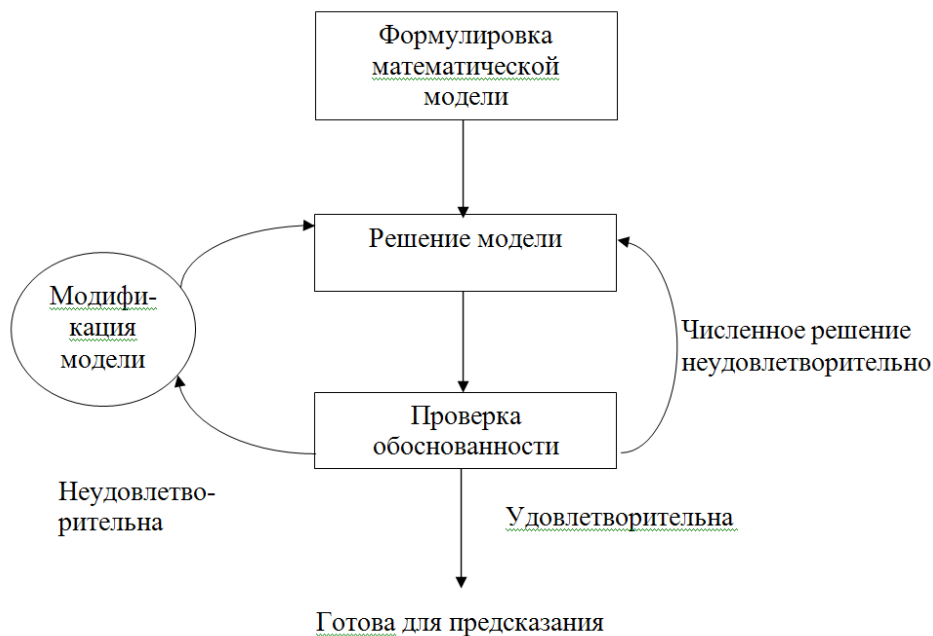 Формулировка
математической
модели
Решение модели
Модифи-
кация
модели
Численное решение
неудовлетворительно
Проверка
обоснованности
Неудовлетво-
рительна
Удовлетворительна
Готова для предсказания